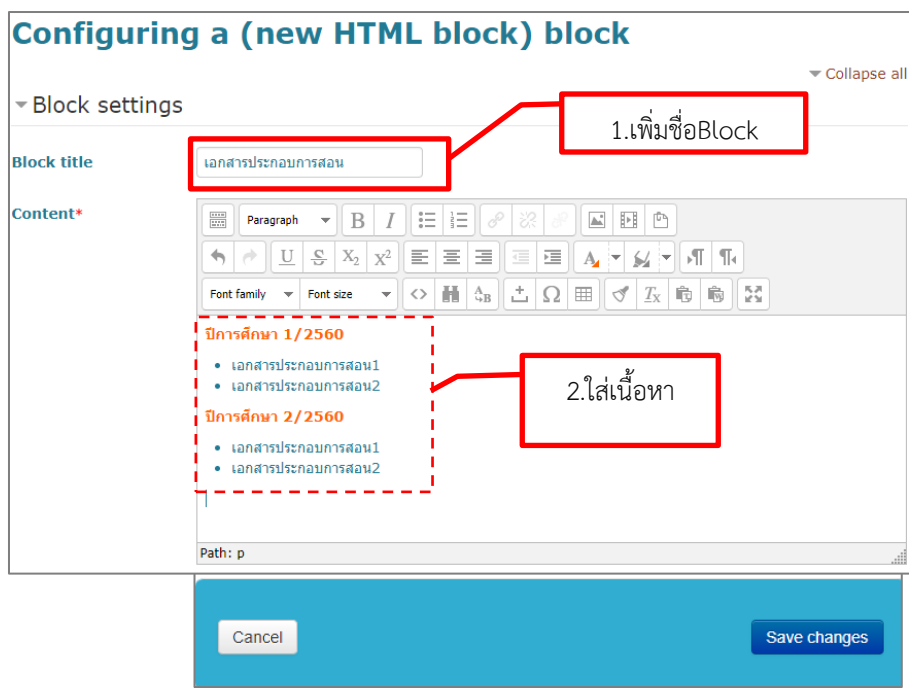 Configuring a (new HTML block) block
Collapse all
Block settings
1.เพิ่มชื่อBlock
Block title
เอกสารประกอบการสอน
Content*
Paragraph B I
U S X2 X2 A
Font family Font size <> A B Ω Tx T W
ปีการศึกษา 1/2560
เอกสารประกอบการสอน1
เอกสารประกอบการสอน2
2.ใส่เนื้อหา
ปีการศึกษา 2/2560
เอกสารประกอบการสอน1
เอกสารประกอบการสอน2
Path: p
Cancel
Save changes